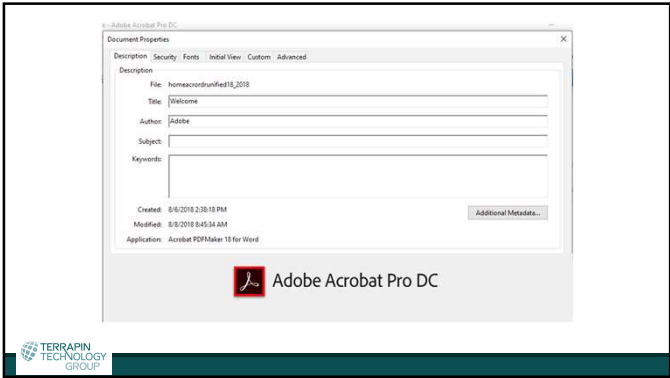 e - Adobe Acrobat Pro DC
Document Properties
Description Security Fonts Initial View Custom Advanced
Description
File: homeacrordrunified18_2018
Title: Welcome
Author: Adobe
Subject:
Keywords:
Created: 8/6/2018 2:38:18 PM
Modified: 8/8/2018 8:45:34 AM
Additional Metadata...
Application: Acrobat PDFMaker 18 for Word
Adobe Acrobat Pro DC
TERRAPIN
TECHNOLOGY
GROUP